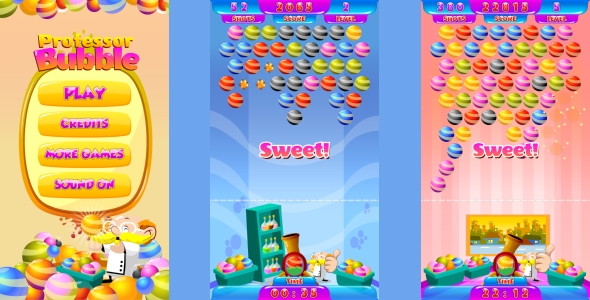 Professor
Bubble
PLAY
CREDITS
MORE GAMES
SOUND ON
52 2065 2
SHOTS SCORE LEVEL
Sweet!
TIME
00:35
380 22815 5
SHOTS SCORE LEVEL
Sweet!
TIME
22:12